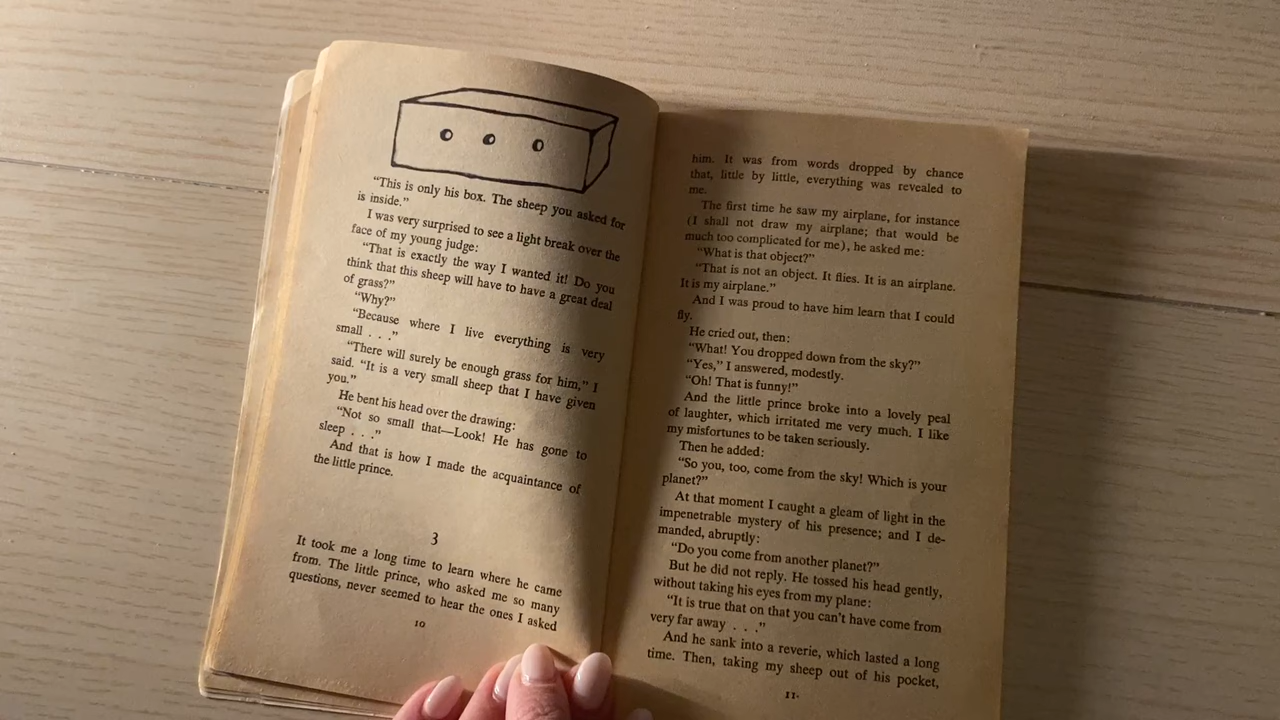 “This is only his box. The sheep you asked for
is inside.”
I was very surprised to see a light break over the
face of my young judge:
“That is exactly the way I wanted it! Do you
think that this sheep will have to have a great deal
of grass?”
“Why?”
“Because where I live everything is very
small . . .”
“There will surely be enough grass for him,” I
said. “It is a very small sheep that I have given
you.”
He bent his head over the drawing:
“Not so small that—Look! He has gone to
sleep . . .”
And that is how I made the acquaintance of
the little prince.
3
It took me a long time to learn where he came
from. The little prince, who asked me so many
questions, never seemed to hear the ones I asked
10
him. It was from words dropped by chance
that, little by little, everything was revealed to
me.
The first time he saw my airplane, for instance
(I shall not draw my airplane; that would be
much too complicated for me), he asked me:
“What is that object?”
“That is not an object. It flies. It is an airplane.
It is my airplane.”
And I was proud to have him learn that I could
fly.
He cried out, then:
“What! You dropped down from the sky?”
“Yes,” I answered, modestly.
“Oh! That is funny!”
And the little prince broke into a lovely peal
of laughter, which irritated me very much. I like
my misfortunes to be taken seriously.
Then he added:
“So you, too, come from the sky! Which is your
planet?”
At that moment I caught a gleam of light in the
impenetrable mystery of his presence; and I de-
manded, abruptly:
“Do you come from another planet?”
But he did not reply. He tossed his head gently,
without taking his eyes from my plane:
“It is true that on that you can’t have come from
very far away . . .”
And he sank into a reverie, which lasted a long
time. Then, taking my sheep out of his pocket,
11